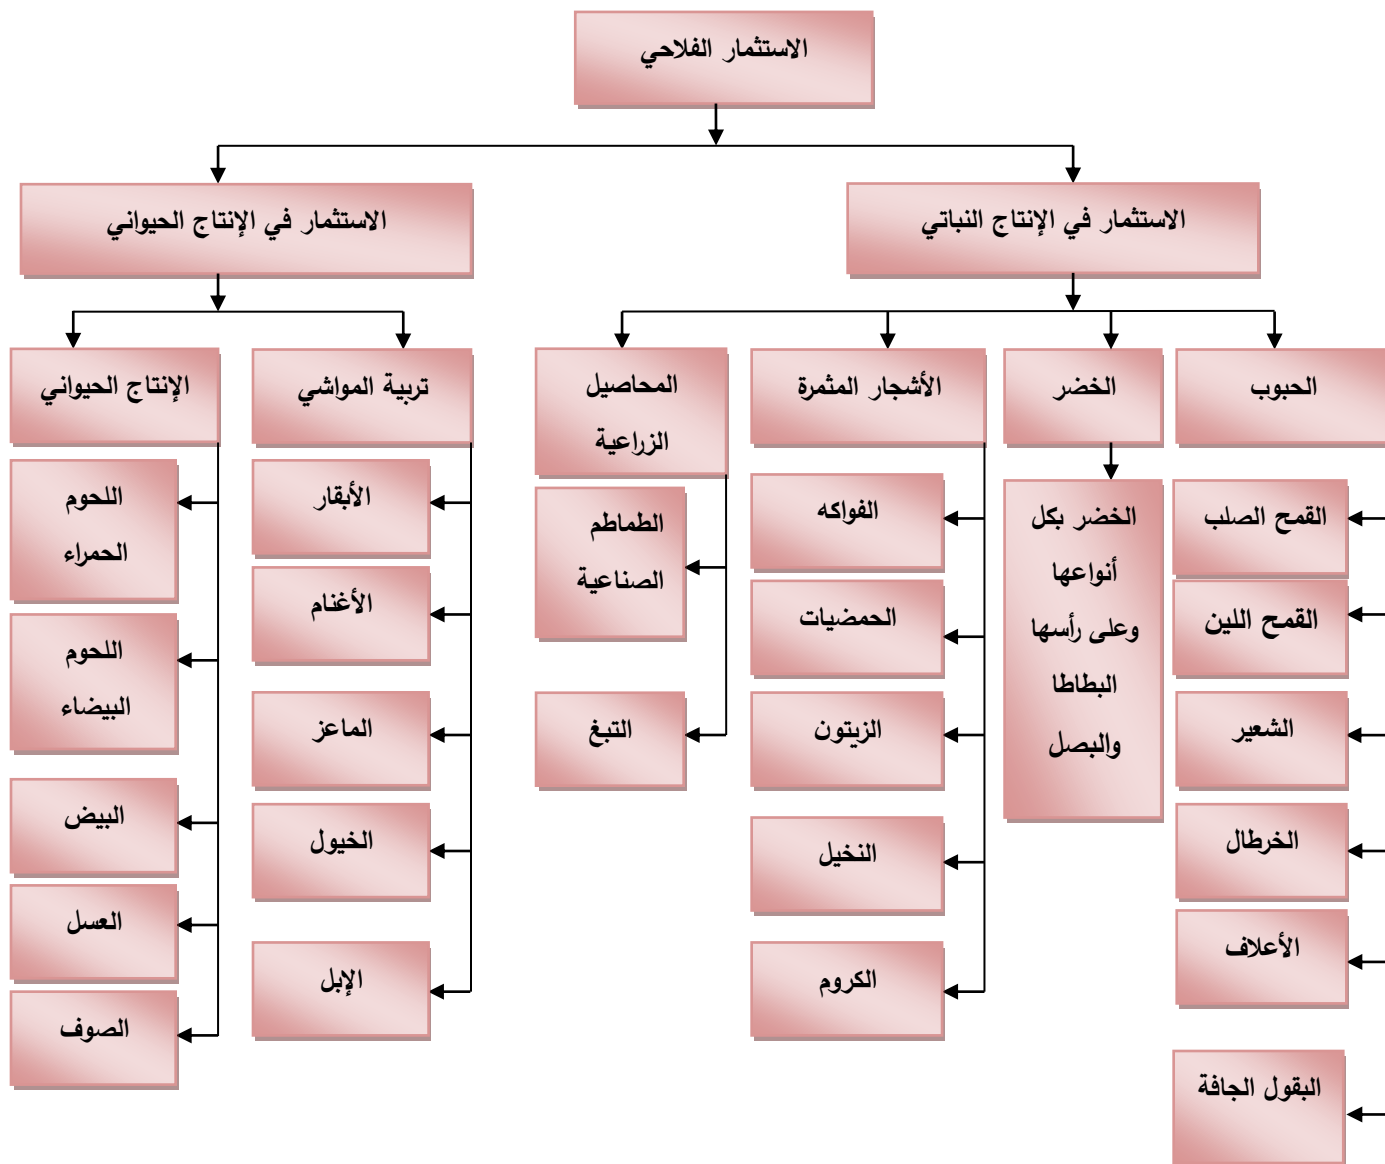 الاستثمار الفلاحي
الاستثمار في الإنتاج النباتي
الاستثمار في الإنتاج الحيواني
الحبوب
الخضر
الأشجار المثمرة
المحاصيل
الزراعية
تربية المواشي
الإنتاج الحيواني
القمح الصلب
القمح اللين
الشعير
الخرطال
الأعلاف
البقول الجافة
الخضر بكل
أنواعها
وعلى رأسها
البطاطا
والبصل
الفواكه
الحمضيات
الزيتون
النخيل
الكروم
الطماطم
الصناعية
التبغ
الأبقار
الأغنام
الماعز
الخيول
الإبل
اللحوم
الحمراء
اللحوم
البيضاء
البيض
العسل
الصوف